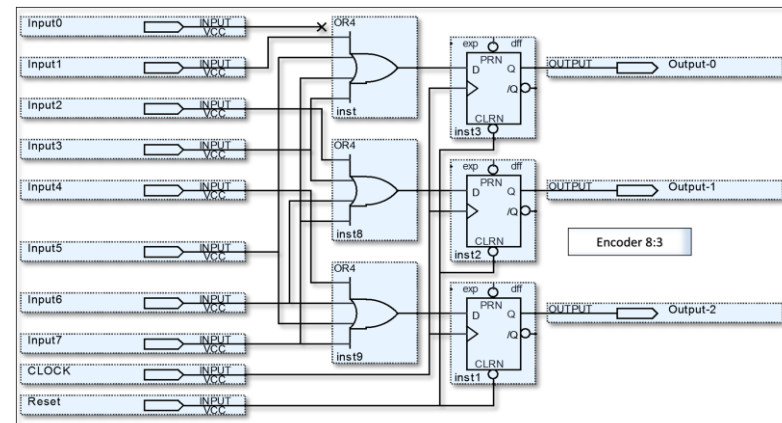 Input0
INPUT
VCC
Input1
INPUT
VCC
Input2
INPUT
VCC
Input3
INPUT
VCC
Input4
INPUT
VCC
Input5
INPUT
VCC
Input6
INPUT
VCC
Input7
INPUT
VCC
CLOCK
INPUT
VCC
Reset
INPUT
VCC
OR4
inst
OR4
inst8
OR4
inst9
exp dff
PRN
D Q
/Q
CLRN
inst3
exp dff
PRN
D Q
/Q
CLRN
inst2
exp dff
PRN
D Q
/Q
CLRN
inst1
OUTPUT Output-0
OUTPUT Output-1
Encoder 8:3
OUTPUT Output-2